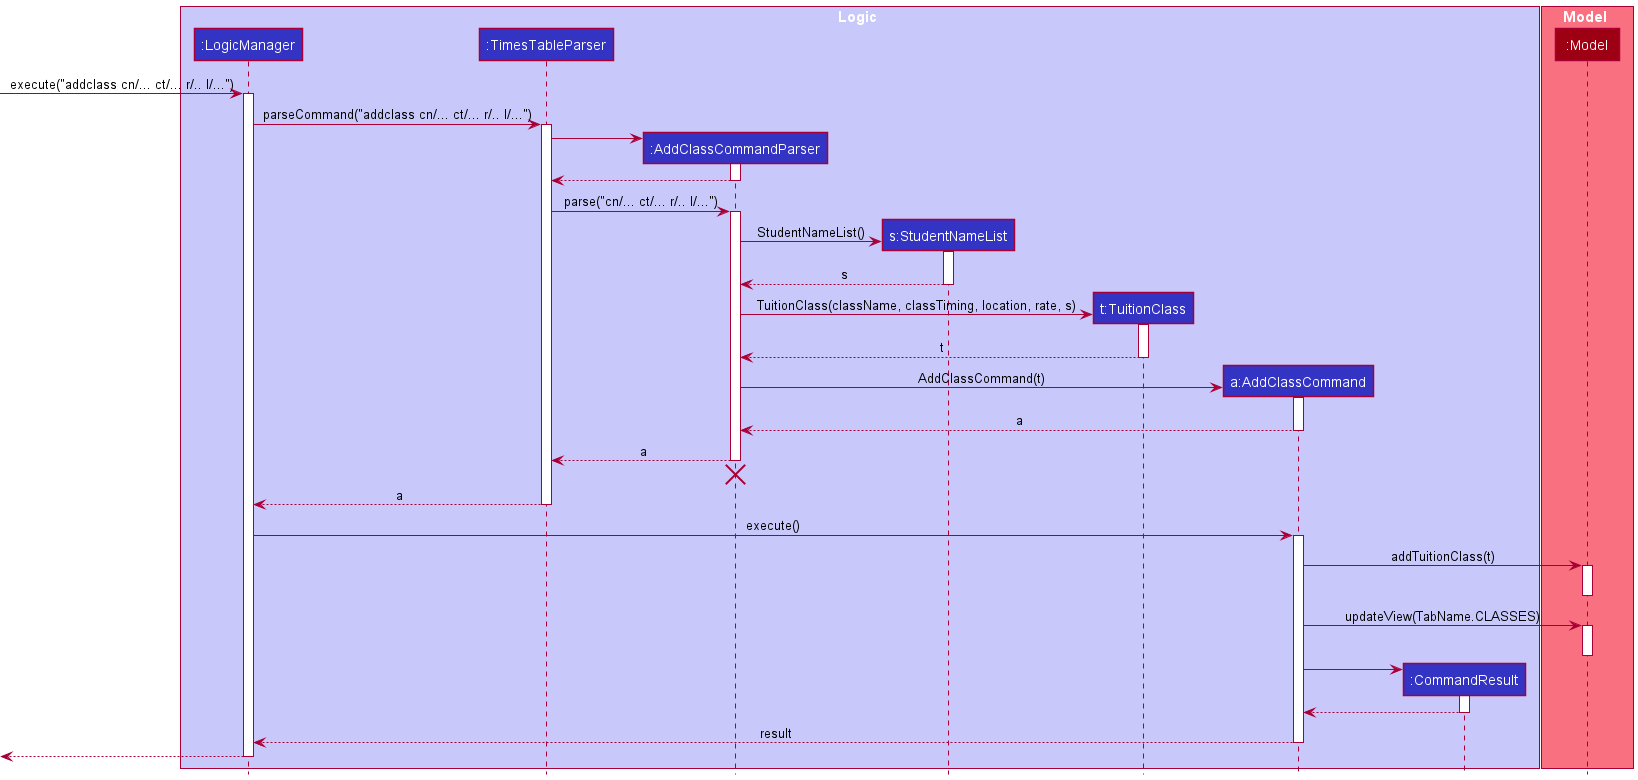 Logic
Model
:LogicManager
:TimesTableParser
:Model
execute("addclass cn/... ct/... r/.. l/...")
parseCommand("addclass cn/... ct/... r/.. l/...")
:AddClassCommandParser
parse("cn/... ct/... r/.. l/...")
StudentNameList()
s:StudentNameList
s
TuitionClass(className, classTiming, location, rate, s)
t:TuitionClass
t
AddClassCommand(t)
a:AddClassCommand
a
a
a
execute()
addTuitionClass(t)
updateView(TabName.CLASSES)
:CommandResult
result